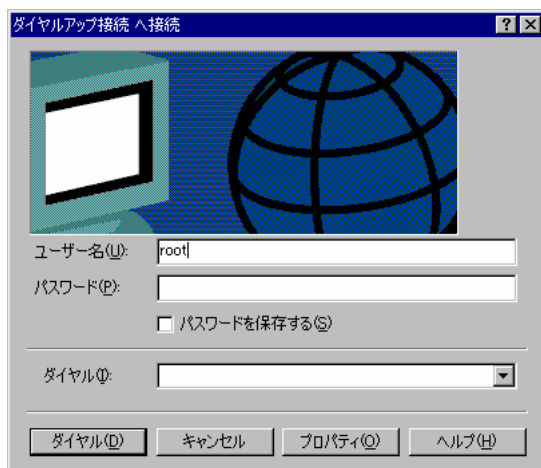 ダイヤルアップ接続 へ接続
ユーザー名(U):
root
パスワード(P):
パスワードを保存する(S)
ダイヤル(I):
ダイヤル(D) キャンセル プロパティ(O) ヘルプ(H)